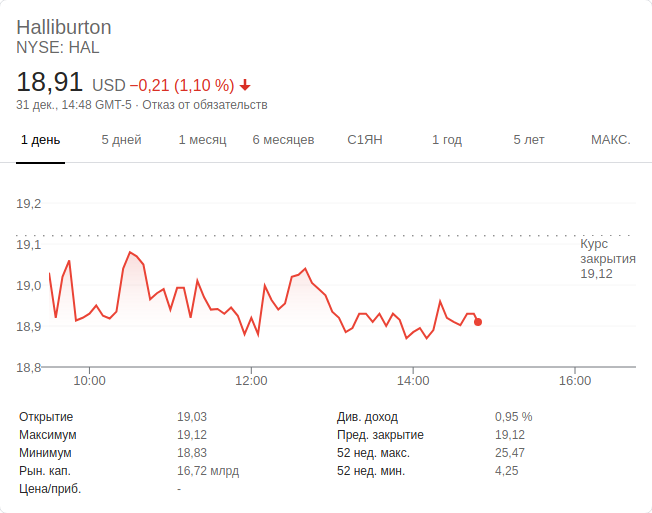 Halliburton
NYSE: HAL
18,91 USD −0,21 (1,10 %)
31 дек., 14:48 GMT-5 · Отказ от обязательств
1 день 5 дней 1 месяц 6 месяцев С1ЯН 1 год 5 лет МАКС.
19,2
19,1
Курс
закрытия
19,12
19,0
18,9
18,8
10:00 12:00 14:00 16:00
Открытие 19,03 Див. доход 0,95 %
Максимум 19,12 Пред. закрытие 19,12
Минимум 18,83 52 нед. макс. 25,47
Рын. кап. 16,72 млрд 52 нед. мин. 4,25
Цена/приб. -